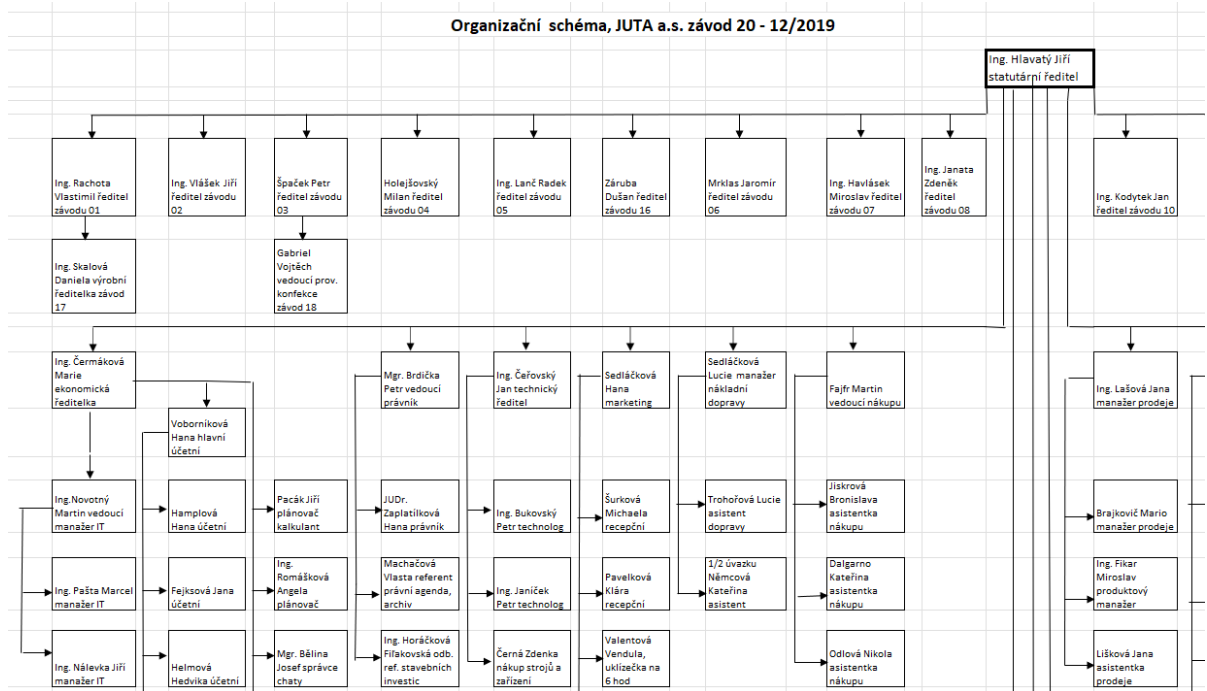 Organizační schéma, JUTA a.s. závod 20 - 12/2019
Ing. Hlavatý Jiří
statutární ředitel
Ing. Rachota
Vlastimil ředitel
závodu 01
Ing. Vlášek Jiří
ředitel závodu
02
Špaček Petr
ředitel závodu
03
Holejšovský
Milan ředitel
závodu 04
Ing. Lanč Radek
ředitel závodu
05
Záruba
Dušan ředitel
závodu 16
Mrklas Jaromír
ředitel závodu
06
Ing. Havlásek
Miroslav ředitel
závodu 07
Ing. Janata
Zdeněk
ředitel
závodu 08
Ing. Kodytek Jan
ředitel závodu 10
Ing. Skalová
Daniela výrobní
ředitelka závod
17
Gabriel
Vojtěch
vedoucí prov.
konfekce
závod 18
Ing. Čermáková
Marie
ekonomická
ředitelka
Voborníková
Hana hlavní
účetní
Mgr. Brdička
Petr vedoucí
právník
Ing. Čeřovský
Jan technický
ředitel
Sedláčková
Hana
marketing
Sedláčková
Lucie manažer
nákladní
dopravy
Fajfr Martin
vedoucí nákupu
Ing. Lašová Jana
manažer prodeje
Ing.Novotný
Martin vedoucí
manažer IT
Hamplová
Hana účetní
Pacák Jiří
plánovač
kalkulant
JUDr.
Zaplatílková
Hana právník
Ing. Bukovský
Petr technolog
Šurková
Michaela
recepční
Trohořová Lucie
asistent
dopravy
Jiskrová
Bronislava
asistentka
nákupu
Brajkovič Mario
manažer prodeje
Ing. Pašta Marcel
manažer IT
Fejksová Jana
účetní
Ing.
Romášková
Angela
plánovač
Machačová
Vlasta referent
právní agenda,
archiv
Ing. Janíček
Petr technolog
Pavelková
Klára
recepční
1/2 úvazku
Němcová
Kateřina
asistent
Dalgarno
Kateřina
asistentka
nákupu
Ing. Fikar
Miroslav
produktový
manažer
Ing. Nálevka Jiří
manažer IT
Helmová
Hedvika účetní
Mgr. Bělina
Josef správce
chaty
Ing. Horáčková
Fiľakovská odb.
ref. stavebních
investic
Černá Zdenka
nákup strojů a
zařízení
Valentová
Vendula,
uklízečka na
6 hod
Odlová Nikola
asistentka
nákupu
Lišková Jana
asistentka
prodeje